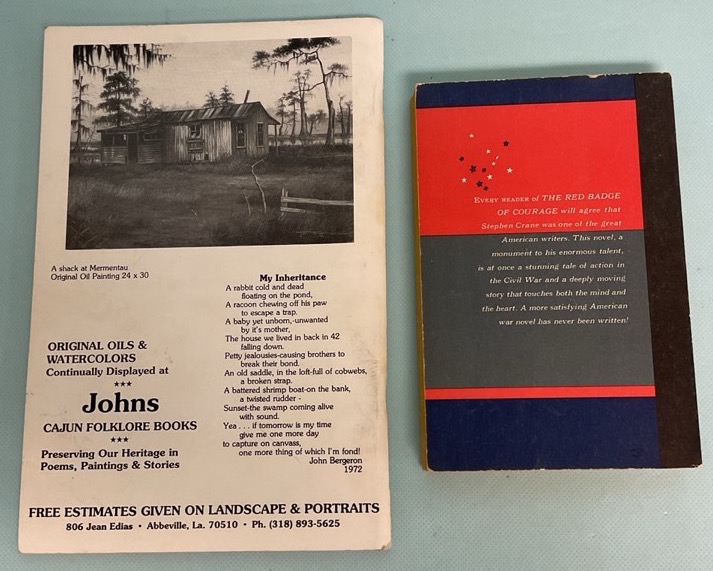 A shack at Mermentau
Original Oil Painting 24 x 30
My Inheritance
A rabbit cold and dead
floating on the pond,
A racoon chewing off his paw
to escape a trap.
A baby yet unborn,-unwanted
by it's mother,
The house we lived in back in 42
falling down.
Petty jealousies-causing brothers to
break their bond.
An old saddle, in the loft-full of cobwebs,
a broken strap.
A battered shrimp boat-on the bank,
a twisted rudder -
Sunset-the swamp coming alive
with sound.
Yea . . . if tomorrow is my time
give me one more day
to capture on canvass,
one more thing of which I'm fond!
John Bergeron
1972
ORIGINAL OILS &
WATERCOLORS
Continually Displayed at
***
Johns
CAJUN FOLKLORE BOOKS
***
Preserving Our Heritage in
Poems, Paintings & Stories
FREE ESTIMATES GIVEN ON LANDSCAPE & PORTRAITS
806 Jean Edias • Abbeville, La. 70510 • Ph. (318) 893-5625
EVERY READER of THE RED BADGE
OF COURAGE will agree that
Stephen Crane was one of the great
American writers. This novel, a
monument to his enormous talent,
is at once a stunning tale of action in
the Civil War and a deeply moving
story that touches both the mind and
the heart. A more satisfying American
war novel has never been written!